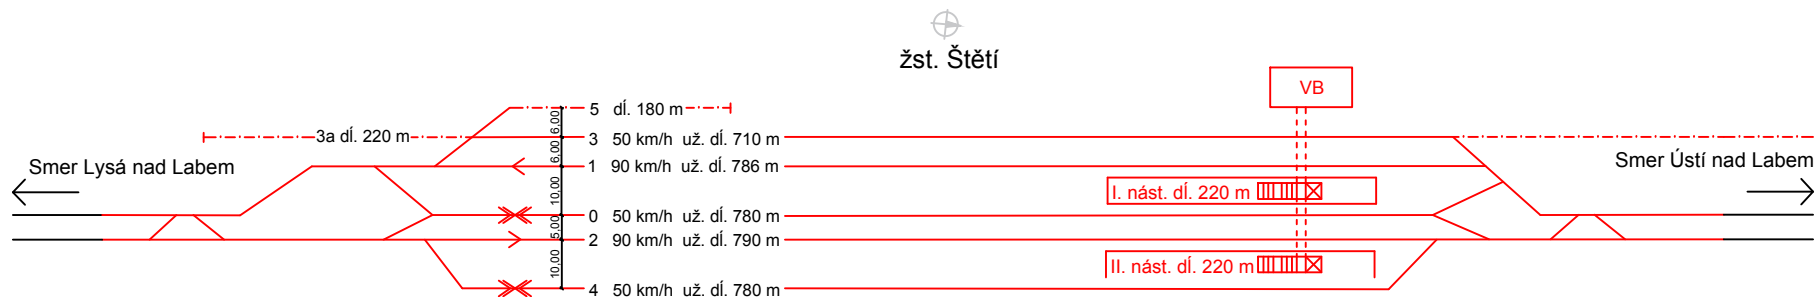 žst. Štětí
VB
5 dĺ. 180 m
3a dĺ. 220 m
3 50 km/h už. dĺ. 710 m
Smer Lysá nad Labem
1 90 km/h už. dĺ. 786 m
Smer Ústí nad Labem
I. nást. dĺ. 220 m
0 50 km/h už. dĺ. 780 m
2 90 km/h už. dĺ. 790 m
II. nást. dĺ. 220 m
4 50 km/h už. dĺ. 780 m
6,00
6,00
10,00
5,00
10,00